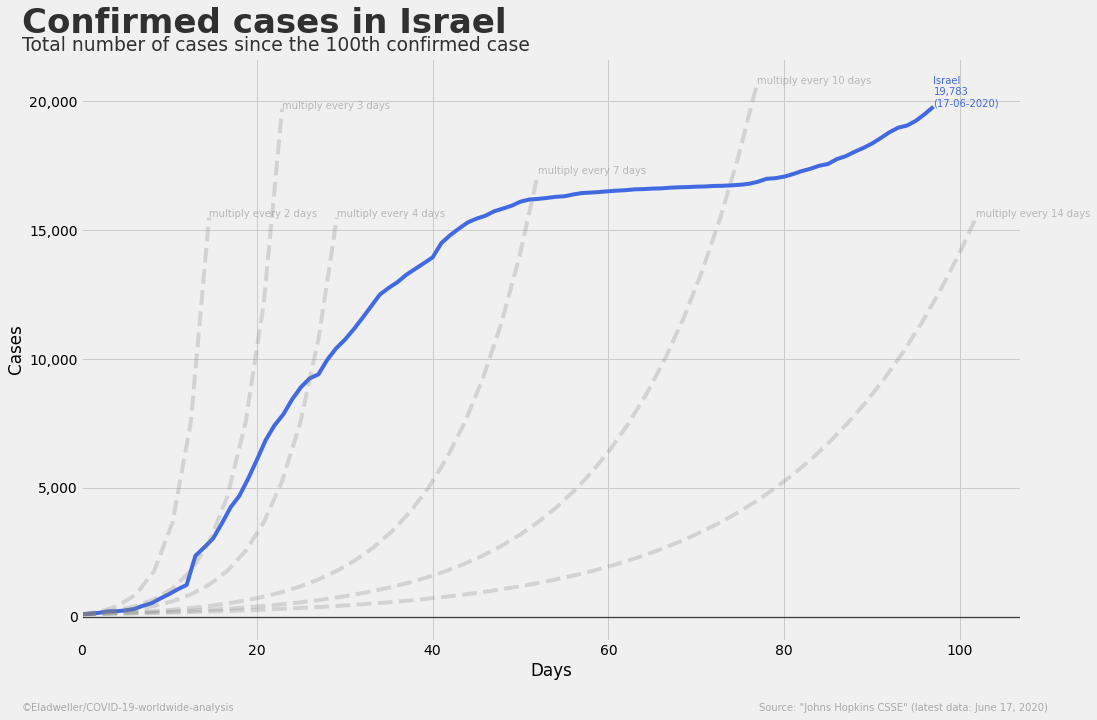 Confirmed cases in Israel
Total number of cases since the 100th confirmed case
multiply every 10 days
Israel
19,783
(17-06-2020)
20,000
multiply every 3 days
multiply every 7 days
multiply every 2 days
multiply every 4 days
multiply every 14 days
15,000
Cases
10,000
5,000
0
0 20 40 60 80 100
Days
©Eladweller/COVID-19-worldwide-analysis
Source: "Johns Hopkins CSSE" (latest data: June 17, 2020)